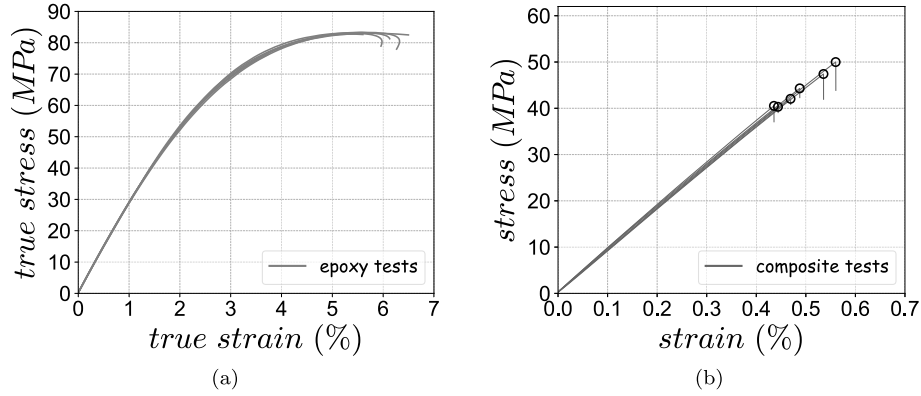 90
80
70
60
50
40
30
20
10
0
true stress (MPa)
0 1 2 3 4 5 6 7
true strain (%)
epoxy tests
(a)
60
50
40
30
20
10
0
stress (MPa)
0.0 0.1 0.2 0.3 0.4 0.5 0.6 0.7
strain (%)
composite tests
(b)